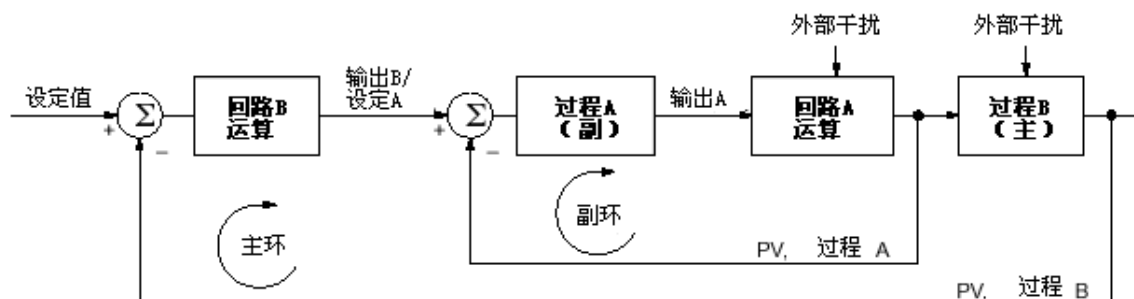 外部干扰
外部干扰
设定值
+
Σ
−
回路B
运算
输出B/
设定A
+
Σ
−
过程A
（副）
输出A
回路A
运算
过程B
（主）
主环
副环
PV, 过程 A
PV, 过程 B